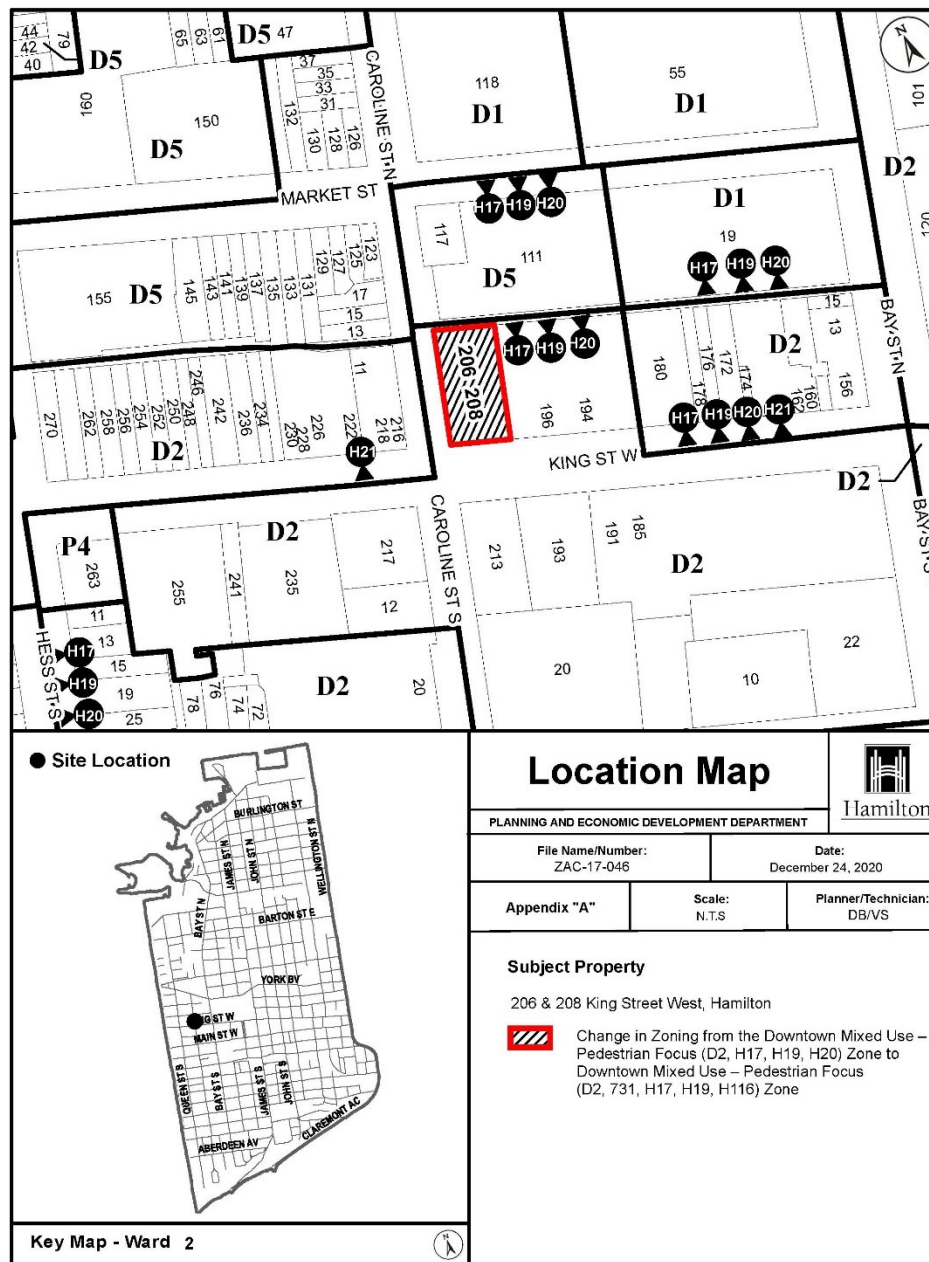 44
42
40
79
D5
65
63
61
D5
47
160
150
D5
37
35
33
31
132
130
128
126
CAROLINE ST N
118
D1
55
D1
N
101
D2
120
MARKET ST
H17
H19
H20
117
111
D5
D1
19
H17
H19
H20
BAY ST N
155
D5
145
143
141
139
137
135
133
131
129
127
125
123
17
15
13
11
206-208
H17
H19
H20
196
194
180
178
176
172
174
D2
15
13
162
160
156
H17
H19
H20
H21
270
262
258
256
254
252
250
248
246
242
236
234
230
228
226
222
218
216
D2
H21
KING ST W
D2
BAY ST S
P4
263
255
241
D2
235
217
12
CAROLINE ST S
213
193
191
185
D2
HESS ST S
11
13
15
19
25
H17
H19
H20
78
76
74
72
D2
20
20
10
22
Site Location
BURLINGTON ST
JAMES ST N
JOHN ST N
WELLINGTON ST N
BAY ST N
BARTON ST E
YORK BV
MAIN ST W
QUEEN ST S
BAY ST S
JAMES ST S
JOHN ST S
CLAREMONT AC
ABERDEEN AV
Key Map - Ward 2
N
Location Map
Hamilton
PLANNING AND ECONOMIC DEVELOPMENT DEPARTMENT
File Name/Number:
ZAC-17-046
Date:
December 24, 2020
Appendix "A"
Scale:
N.T.S
Planner/Technician:
DB/VS
Subject Property
206 & 208 King Street West, Hamilton
Change in Zoning from the Downtown Mixed Use –
Pedestrian Focus (D2, H17, H19, H20) Zone to
Downtown Mixed Use – Pedestrian Focus
(D2, 731, H17, H19, H116) Zone